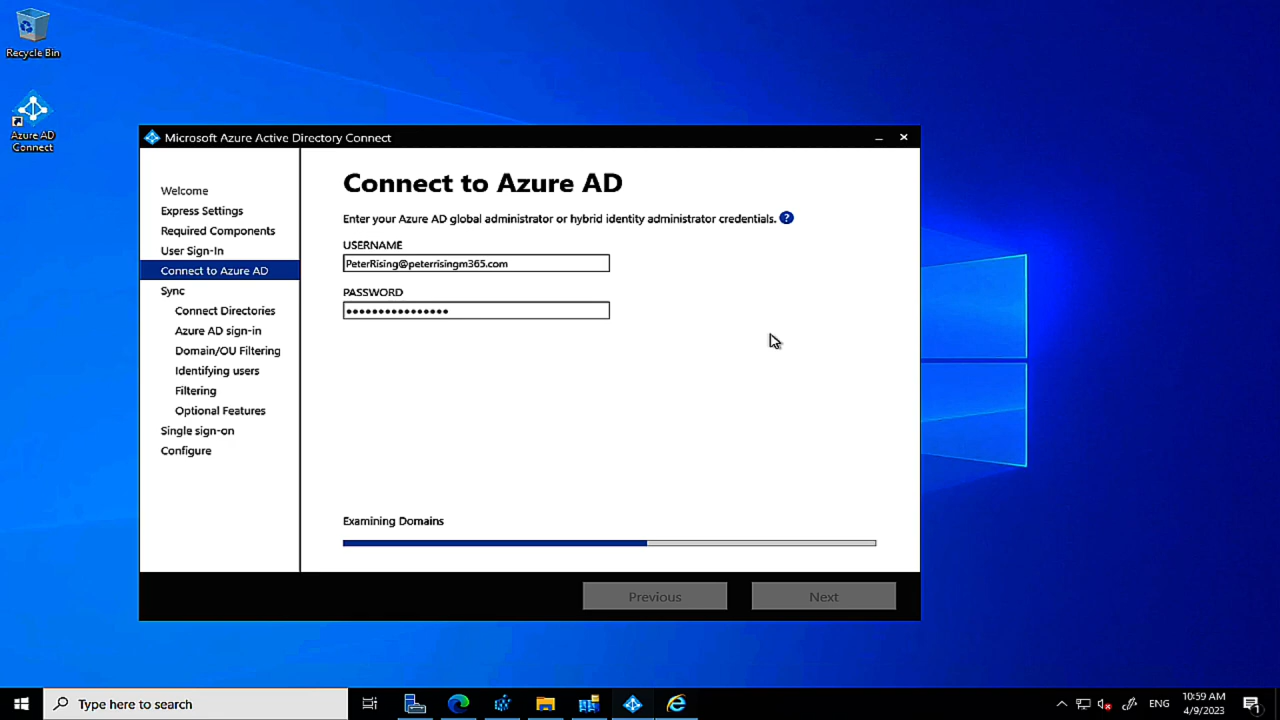 Recycle Bin
Azure AD
Connect
Microsoft Azure Active Directory Connect
Welcome
Express Settings
Required Components
User Sign-In
Connect to Azure AD
Sync
Connect Directories
Azure AD sign-in
Domain/OU Filtering
Identifying users
Filtering
Optional Features
Single sign-on
Configure
Connect to Azure AD
Enter your Azure AD global administrator or hybrid identity administrator credentials. ?
USERNAME
PeterRising@peterrisingm365.com
PASSWORD
••••••••••••••••
Examining Domains
Previous
Next
Type here to search
ENG
10:59 AM
4/9/2023
1